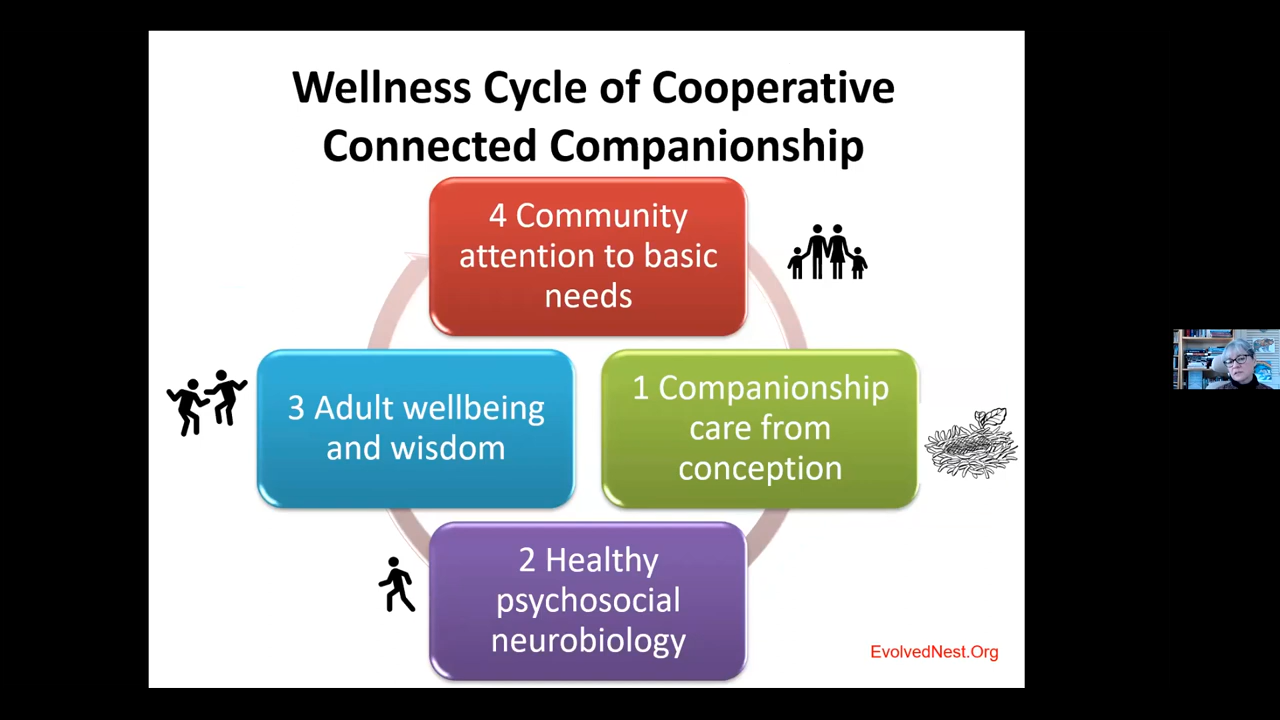 Wellness Cycle of Cooperative
Connected Companionship
4 Community
attention to basic
needs
3 Adult wellbeing
and wisdom
1 Companionship
care from
conception
2 Healthy
psychosocial
neurobiology
EvolvedNest.Org